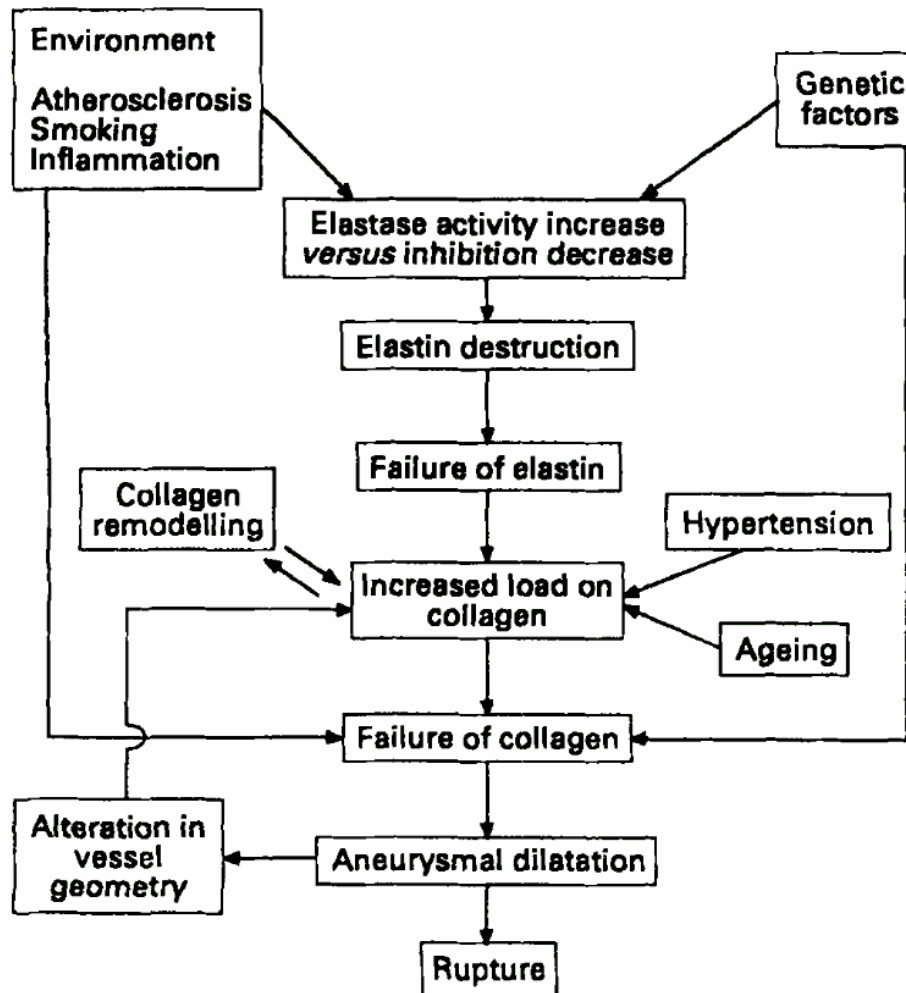 Environment
Atherosclerosis
Smoking
Inflammation
Genetic
factors
Elastase activity increase
versus inhibition decrease
Elastin destruction
Failure of elastin
Collagen
remodelling
Hypertension
Increased load on
collagen
Ageing
Failure of collagen
Alteration in
vessel
geometry
Aneurysmal dilatation
Rupture